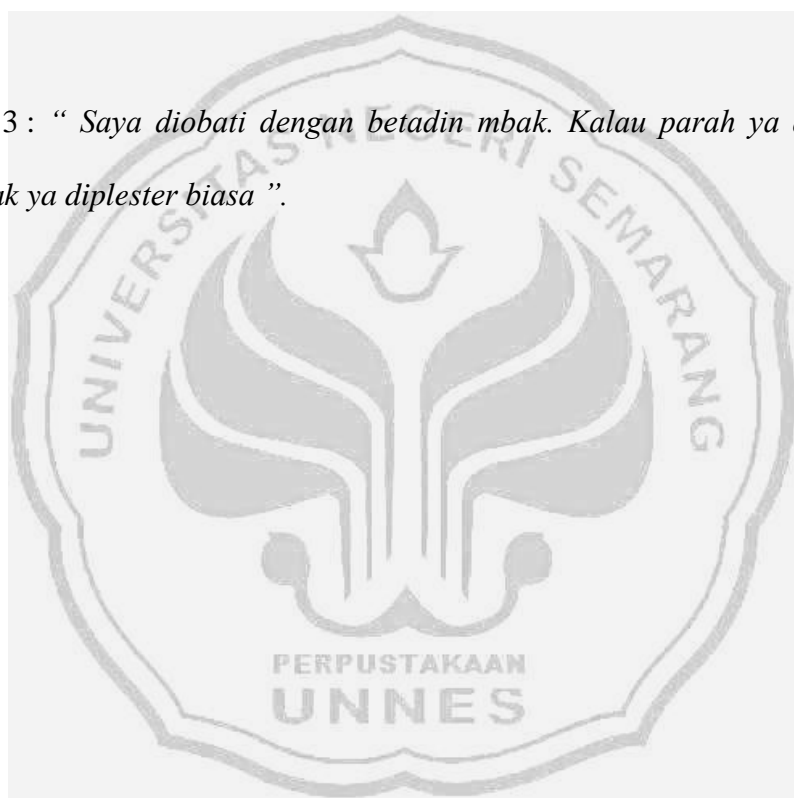 3 : “ Saya diobati dengan betadin mbak. Kalau parah ya
ya diplester biasa ”.
UNIVERSITAS NEGERI SEMARANG
PERPUSTAKAAN
UNNES